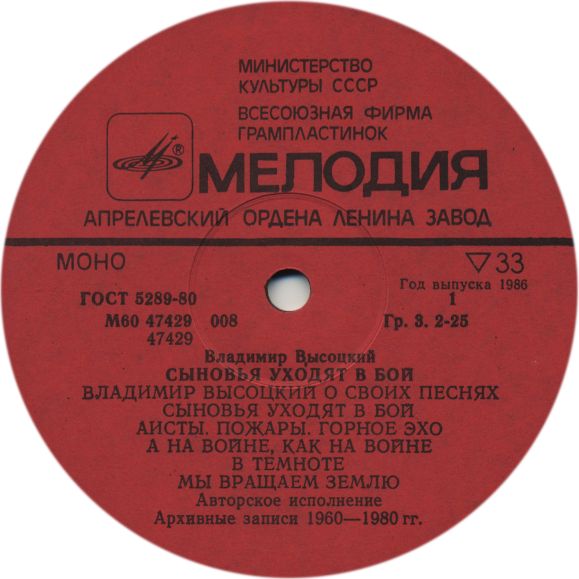 МИНИСТЕРСТВО
КУЛЬТУРЫ СССР
ВСЕСОЮЗНАЯ ФИРМА
ГРАМПЛАСТИНОК
® МЕЛОДИЯ
АПРЕЛЕВСКИЙ ОРДЕНА ЛЕНИНА ЗАВОД
МОНО
33
ГОСТ 5289-80
Год выпуска 1986
1
М60 47429 008
Гр. 3. 2-25
47429
Владимир Высоцкий
СЫНОВЬЯ УХОДЯТ В БОЙ
ВЛАДИМИР ВЫСОЦКИЙ О СВОИХ ПЕСНЯХ
СЫНОВЬЯ УХОДЯТ В БОЙ
АИСТЫ. ПОЖАРЫ. ГОРНОЕ ЭХО
А НА ВОЙНЕ, КАК НА ВОЙНЕ
В ТЕМНОТЕ
МЫ ВРАЩАЕМ ЗЕМЛЮ
Авторское исполнение
Архивные записи 1960—1980 гг.